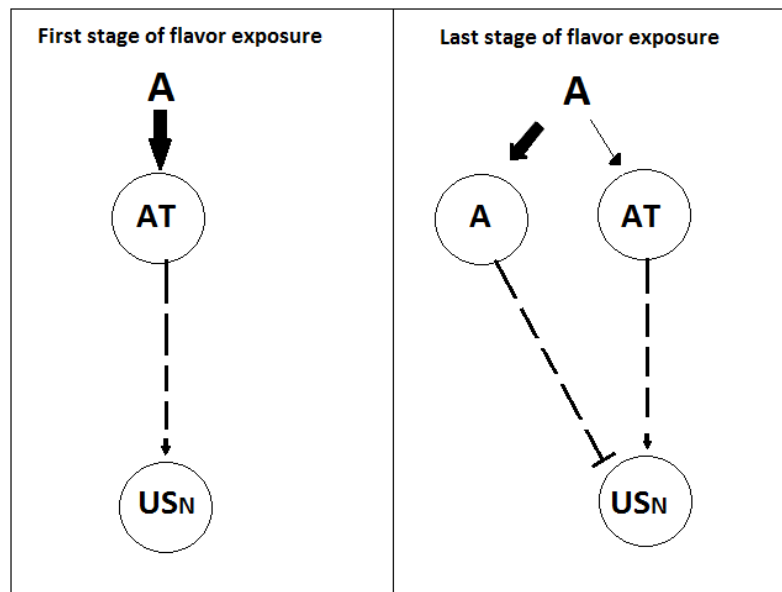 First stage of flavor exposure
A
AT
USN
Last stage of flavor exposure
A
A
AT
USN